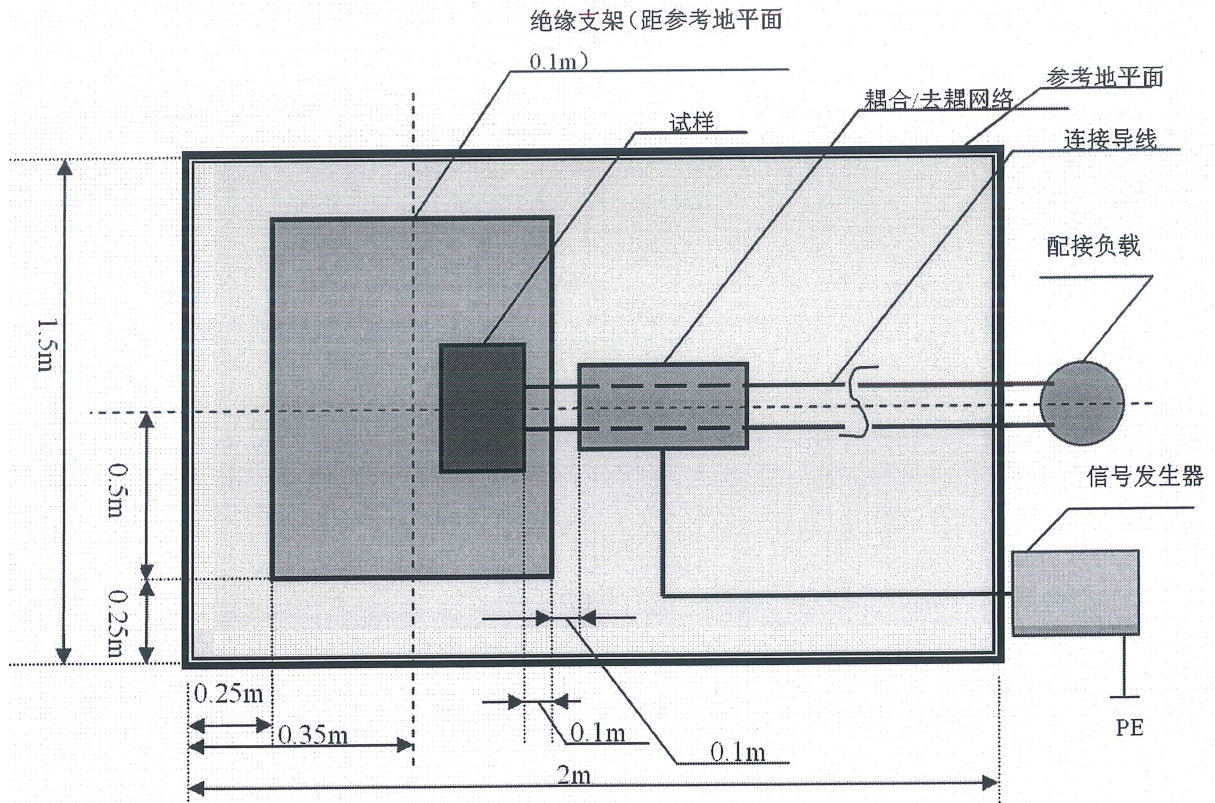 绝缘支架（距参考地平面
0.1m）
参考地平面
耦合/去耦网络
试样
连接导线
配接负载
1.5m
0.5m
信号发生器
0.25m
0.25m
0.35m
0.1m
0.1m
PE
2m